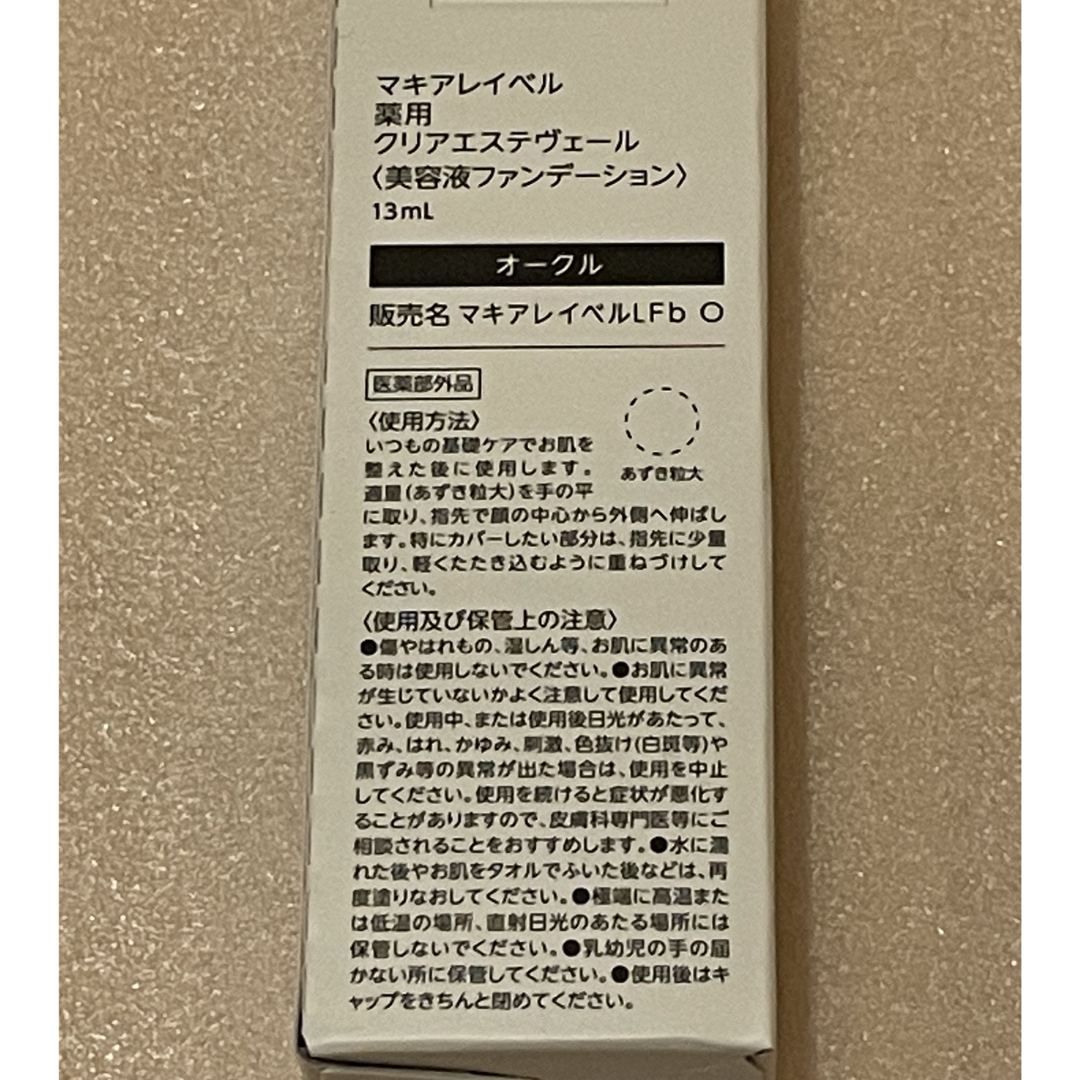 マキアレイベル
薬用
クリアエステヴェール
〈美容液ファンデーション〉
13mL
オークル
販売名 マキアレイベルLFb O
医薬部外品
〈使用方法〉
いつもの基礎ケアでお肌を
整えた後に使用します。
適量(あずき粒大)を手の平
あずき粒大
に取り、指先で顔の中心から外側へ伸ばし
ます。特にカバーしたい部分は、指先に少量
取り、軽くたたき込むように重ねづけして
ください。
〈使用及び保管上の注意〉
●傷やはれもの、湿しん等、お肌に異常のあ
る時は使用しないでください。●お肌に異常
が生じていないかよく注意して使用してくだ
さい。使用中、または使用後日光があたって、
赤み、はれ、かゆみ、刺激、色抜け(白斑等)や
黒ずみ等の異常が出た場合は、使用を中止
してください。使用を続けると症状が悪化す
ることがありますので、皮膚科専門医等にご
相談されることをおすすめします。●水に濡
れた後やお肌をタオルでふいた後などは、再
度塗りなおしてください。●極端に高温また
は低温の場所、直射日光のあたる場所には
保管しないでください。●乳幼児の手の届
かない所に保管してください。●使用後はキ
ャップをきちんと閉めてください。